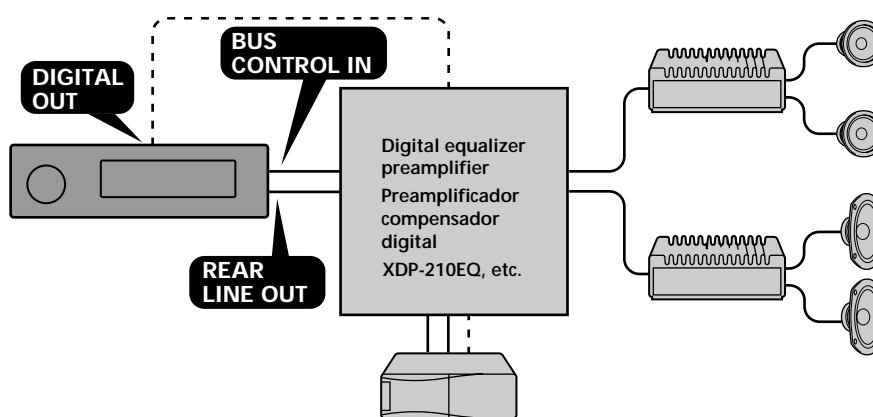 BUS
CONTROL IN
DIGITAL
OUT
Digital equalizer
preamplifier
Preamplificador
compensador
digital
XDP-210EQ, etc.
REAR
LINE OUT